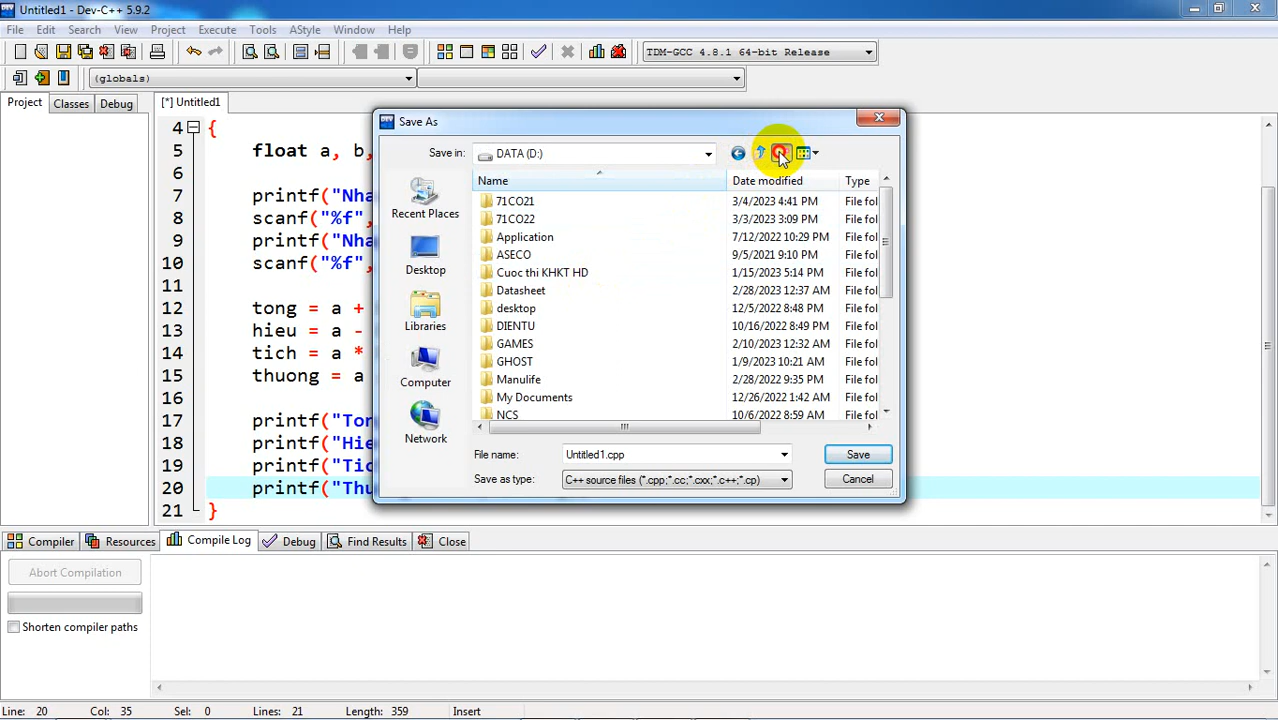 Untitled1 - Dev-C++ 5.9.2
File Edit Search View Project Execute Tools AStyle Window Help
TDM-GCC 4.8.1 64-bit Release
(globals)
Project Classes Debug [*] Untitled1
4 {
5 float a, b,
6
7 printf("Nha
8 scanf("%f",
9 printf("Nha
10 scanf("%f",
11
12 tong = a +
13 hieu = a -
14 tich = a *
15 thuong = a
16
17 printf("Ton
18 printf("Hie
19 printf("Tic
20 printf("Thu
21 }
Save As
Save in: DATA (D:)
Name Date modified Type
71CO21 3/4/2023 4:41 PM File fol
71CO22 3/3/2023 3:09 PM File fol
Application 7/12/2022 10:29 PM File fol
ASECO 9/5/2021 9:10 PM File fol
Cuoc thi KHKT HD 1/15/2023 5:14 PM File fol
Datasheet 2/28/2023 12:37 AM File fol
desktop 12/5/2022 8:48 PM File fol
DIENTU 10/16/2022 8:49 PM File fol
GAMES 2/10/2023 12:32 AM File fol
GHOST 1/9/2023 10:21 AM File fol
Manulife 2/28/2022 9:35 PM File fol
My Documents 12/26/2022 1:42 AM File fol
NCS 10/6/2022 8:59 AM File fol
Recent Places
Desktop
Libraries
Computer
Network
File name: Untitled1.cpp Save
Save as type: C++ source files (*.cpp;*.cc;*.cxx;*.c++;*.cp) Cancel
Compiler Resources Compile Log Debug Find Results Close
Abort Compilation
Shorten compiler paths
Line: 20 Col: 35 Sel: 0 Lines: 21 Length: 359 Insert